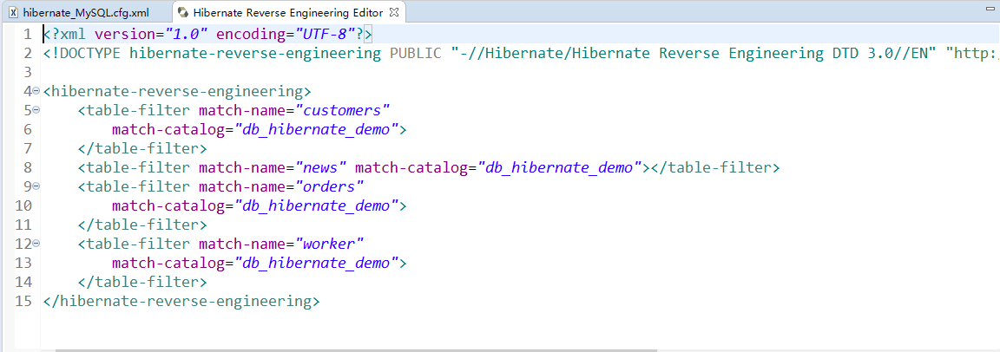 hibernate_MySQL.cfg.xml Hibernate Reverse Engineering Editor
1 <?xml version="1.0" encoding="UTF-8"?>
2 <!DOCTYPE hibernate-reverse-engineering PUBLIC "-//Hibernate/Hibernate Reverse Engineering DTD 3.0//EN" "http:
3
4 <hibernate-reverse-engineering>
5 <table-filter match-name="customers"
6 match-catalog="db_hibernate_demo">
7 </table-filter>
8 <table-filter match-name="news" match-catalog="db_hibernate_demo"></table-filter>
9 <table-filter match-name="orders"
10 match-catalog="db_hibernate_demo">
11 </table-filter>
12 <table-filter match-name="worker"
13 match-catalog="db_hibernate_demo">
14 </table-filter>
15 </hibernate-reverse-engineering>